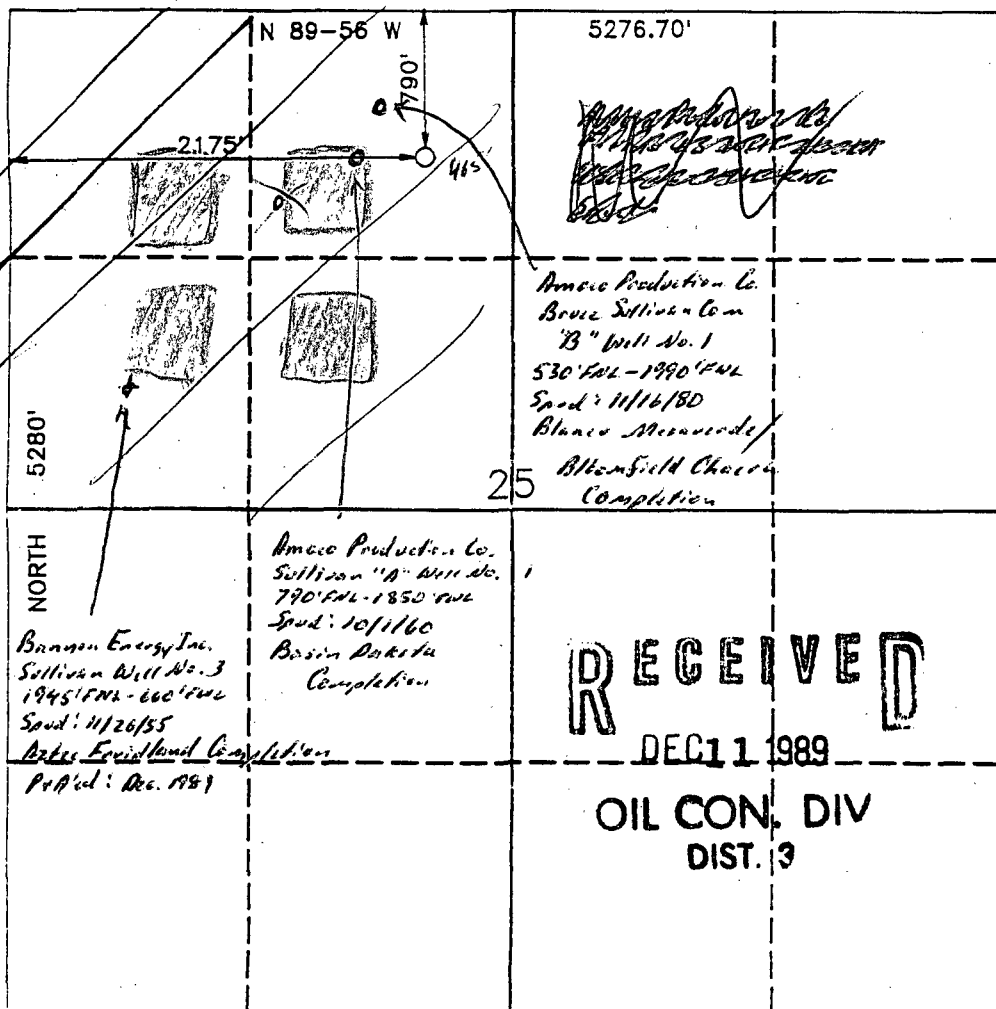 N 89-56 W
5276.70'
790'
2175'
465'
5280'
NORTH
25
Amoco Production Co.
Bruce Sullivan Com
"B" Well No. 1
530'FNL-1990'FWL
Spud: 11/16/80
Blanco Mesaverde/
Bloomfield Chacra
Completion
Amoco Production Co.
Sullivan "A" Well No. 1
790'FNL-1850'FWL
Spud: 10/1/60
Basin Dakota
Completion
Bannon Energy Inc.
Sullivan Well No. 3
1945'FNL-660'FWL
Spud: 11/26/55
Aztec Fruitland Completion
P&A'ed: Dec. 1989
RECEIVED
DEC 11 1989
OIL CON. DIV
DIST. 3